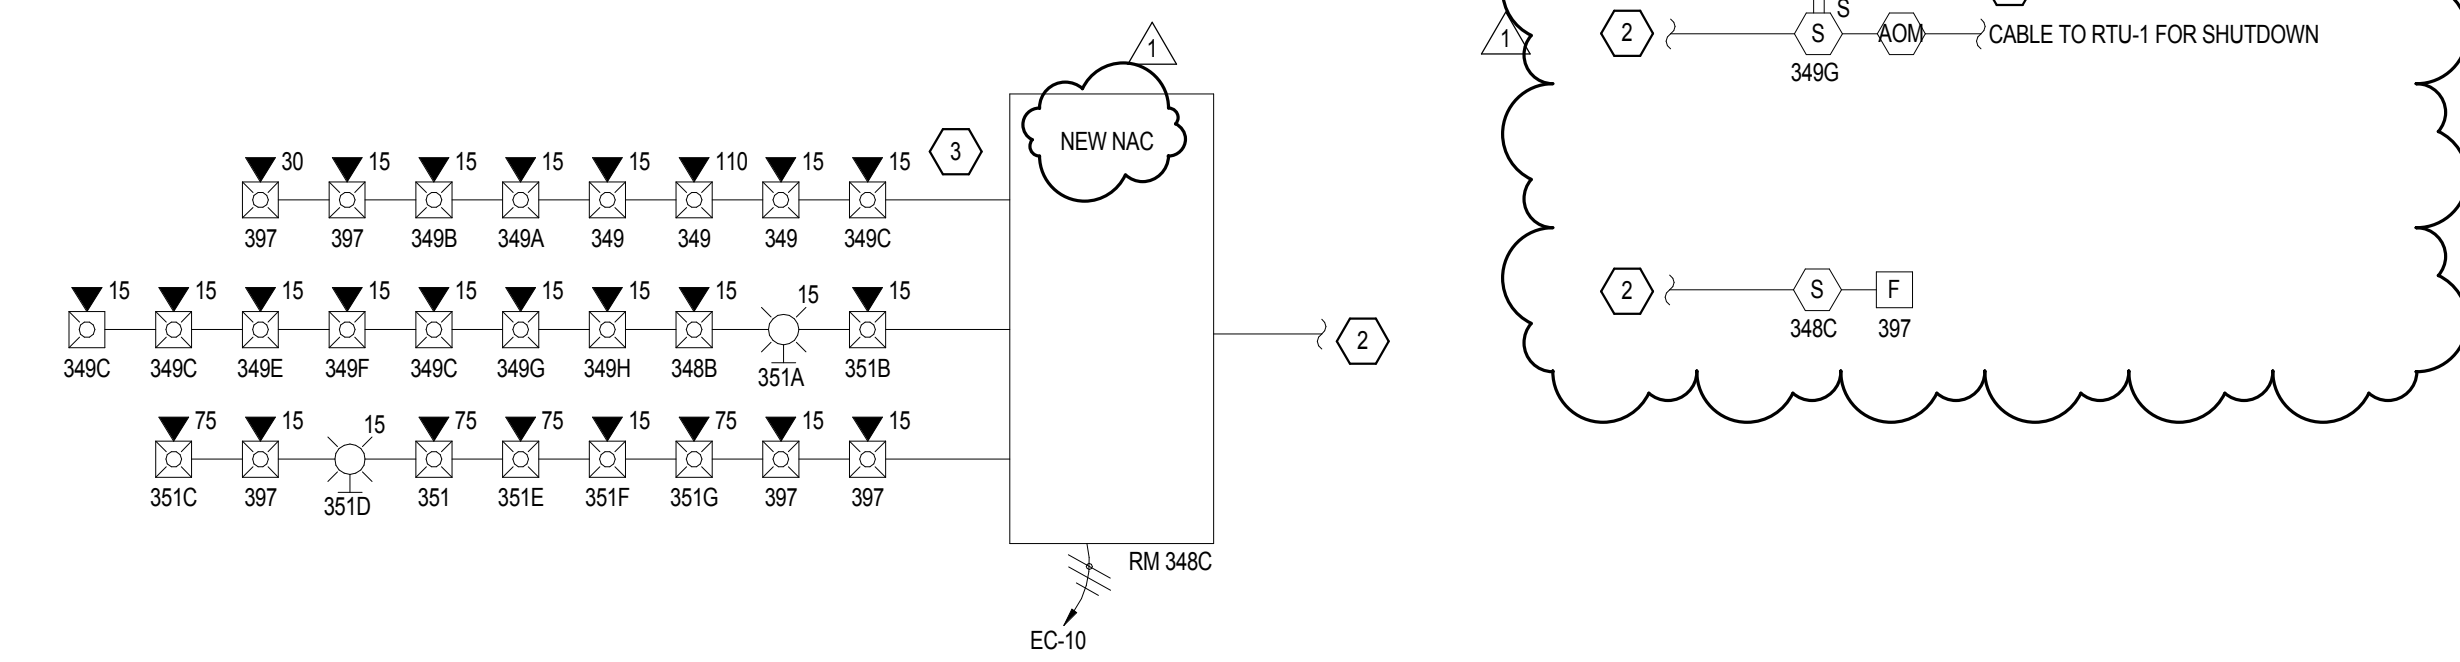 1
NEW NAC
3
30 15 15 15 15 110 15 15
397 397 349B 349A 349 349 349 349C
15 15 15 15 15 15 15 15 15 15
349C 349C 349E 349F 349C 349G 349H 348B 351A 351B
75 15 15 75 75 15 75 15 15
351C 397 351D 351 351E 351F 351G 397 397
2
RM 348C
EC-10
1
S
2 S AOM CABLE TO RTU-1 FOR SHUTDOWN
349G
2 S F
348C 397